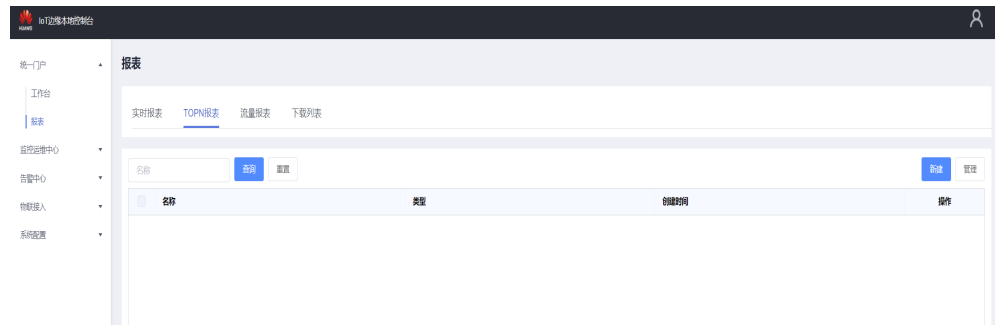 HUAWEI IoT边缘本地控制台
统一门户
工作台
报表
监控运维中心
告警中心
物联接入
系统配置
报表
实时报表 TOPN报表 流量报表 下载列表
名称 查询 重置 新建 管理
名称 类型 创建时间 操作